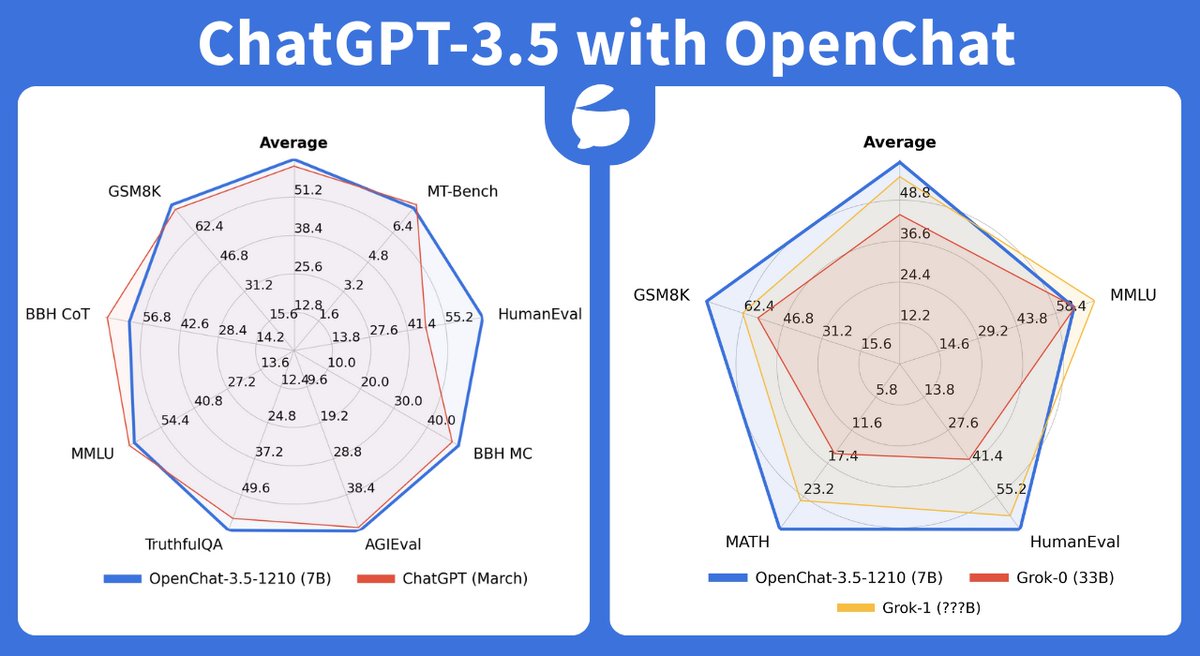 ChatGPT-3.5 with OpenChat
Average
GSM8K
MT-Bench
51.2
62.4
6.4
38.4
46.8
4.8
25.6
31.2
3.2
12.8
15.6
1.6
BBH CoT
56.8
42.6
28.4
14.2
13.8
27.6
41.4
55.2
HumanEval
13.6
10.0
27.2
12.4
9.6
20.0
40.8
24.8
19.2
30.0
54.4
40.0
MMLU
37.2
28.8
BBH MC
49.6
38.4
TruthfulQA
AGIEval
OpenChat-3.5-1210 (7B)
ChatGPT (March)
Average
48.8
36.6
24.4
12.2
GSM8K
62.4
46.8
31.2
15.6
14.6
29.2
43.8
58.4
MMLU
5.8
13.8
11.6
27.6
17.4
41.4
23.2
55.2
MATH
HumanEval
OpenChat-3.5-1210 (7B)
Grok-0 (33B)
Grok-1 (???B)